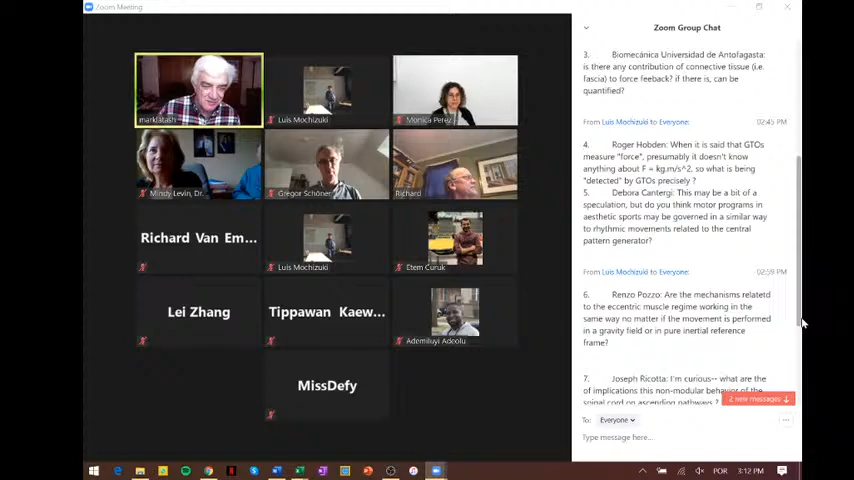 Zoom Meeting
Zoom Group Chat
marklatash
Luis Mochizuki
Monica Perez
Mindy Levin, Dr.
Gregor Schöner
Richard
Richard Van Em...
Luis Mochizuki
Etem Curuk
Lei Zhang
Tippawan Kaew...
Ademiluyi Adeolu
MissDefy
3. Biomecánica Universidad de Antofagasta:
is there any contribution of connective tissue (i.e.
fascia) to force feeback? if there is, can be
quantified?
From Luis Mochizuki to Everyone: 02:45 PM
4. Roger Hobden: When it is said that GTOs
measure "force", presumably it doesn't know
anything about F = kg.m/s^2, so what is being
"detected" by GTOs precisely ?
5. Debora Cantergi: This may be a bit of a
speculation, but do you think motor programs in
aesthetic sports may be governed in a similar way
to rhythmic movements related to the central
pattern generator?
From Luis Mochizuki to Everyone: 02:59 PM
6. Renzo Pozzo: Are the mechanisms relatetd
to the eccentric muscle regime working in the
same way no matter if the movement is performed
in a gravity field or in pure inertial reference
frame?
7. Joseph Ricotta: I'm curious-- what are the
of implications this non-modular behavior of the
spinal cord on ascending pathways ?
2 new messages
To: Everyone
Type message here...
POR 3:12 PM